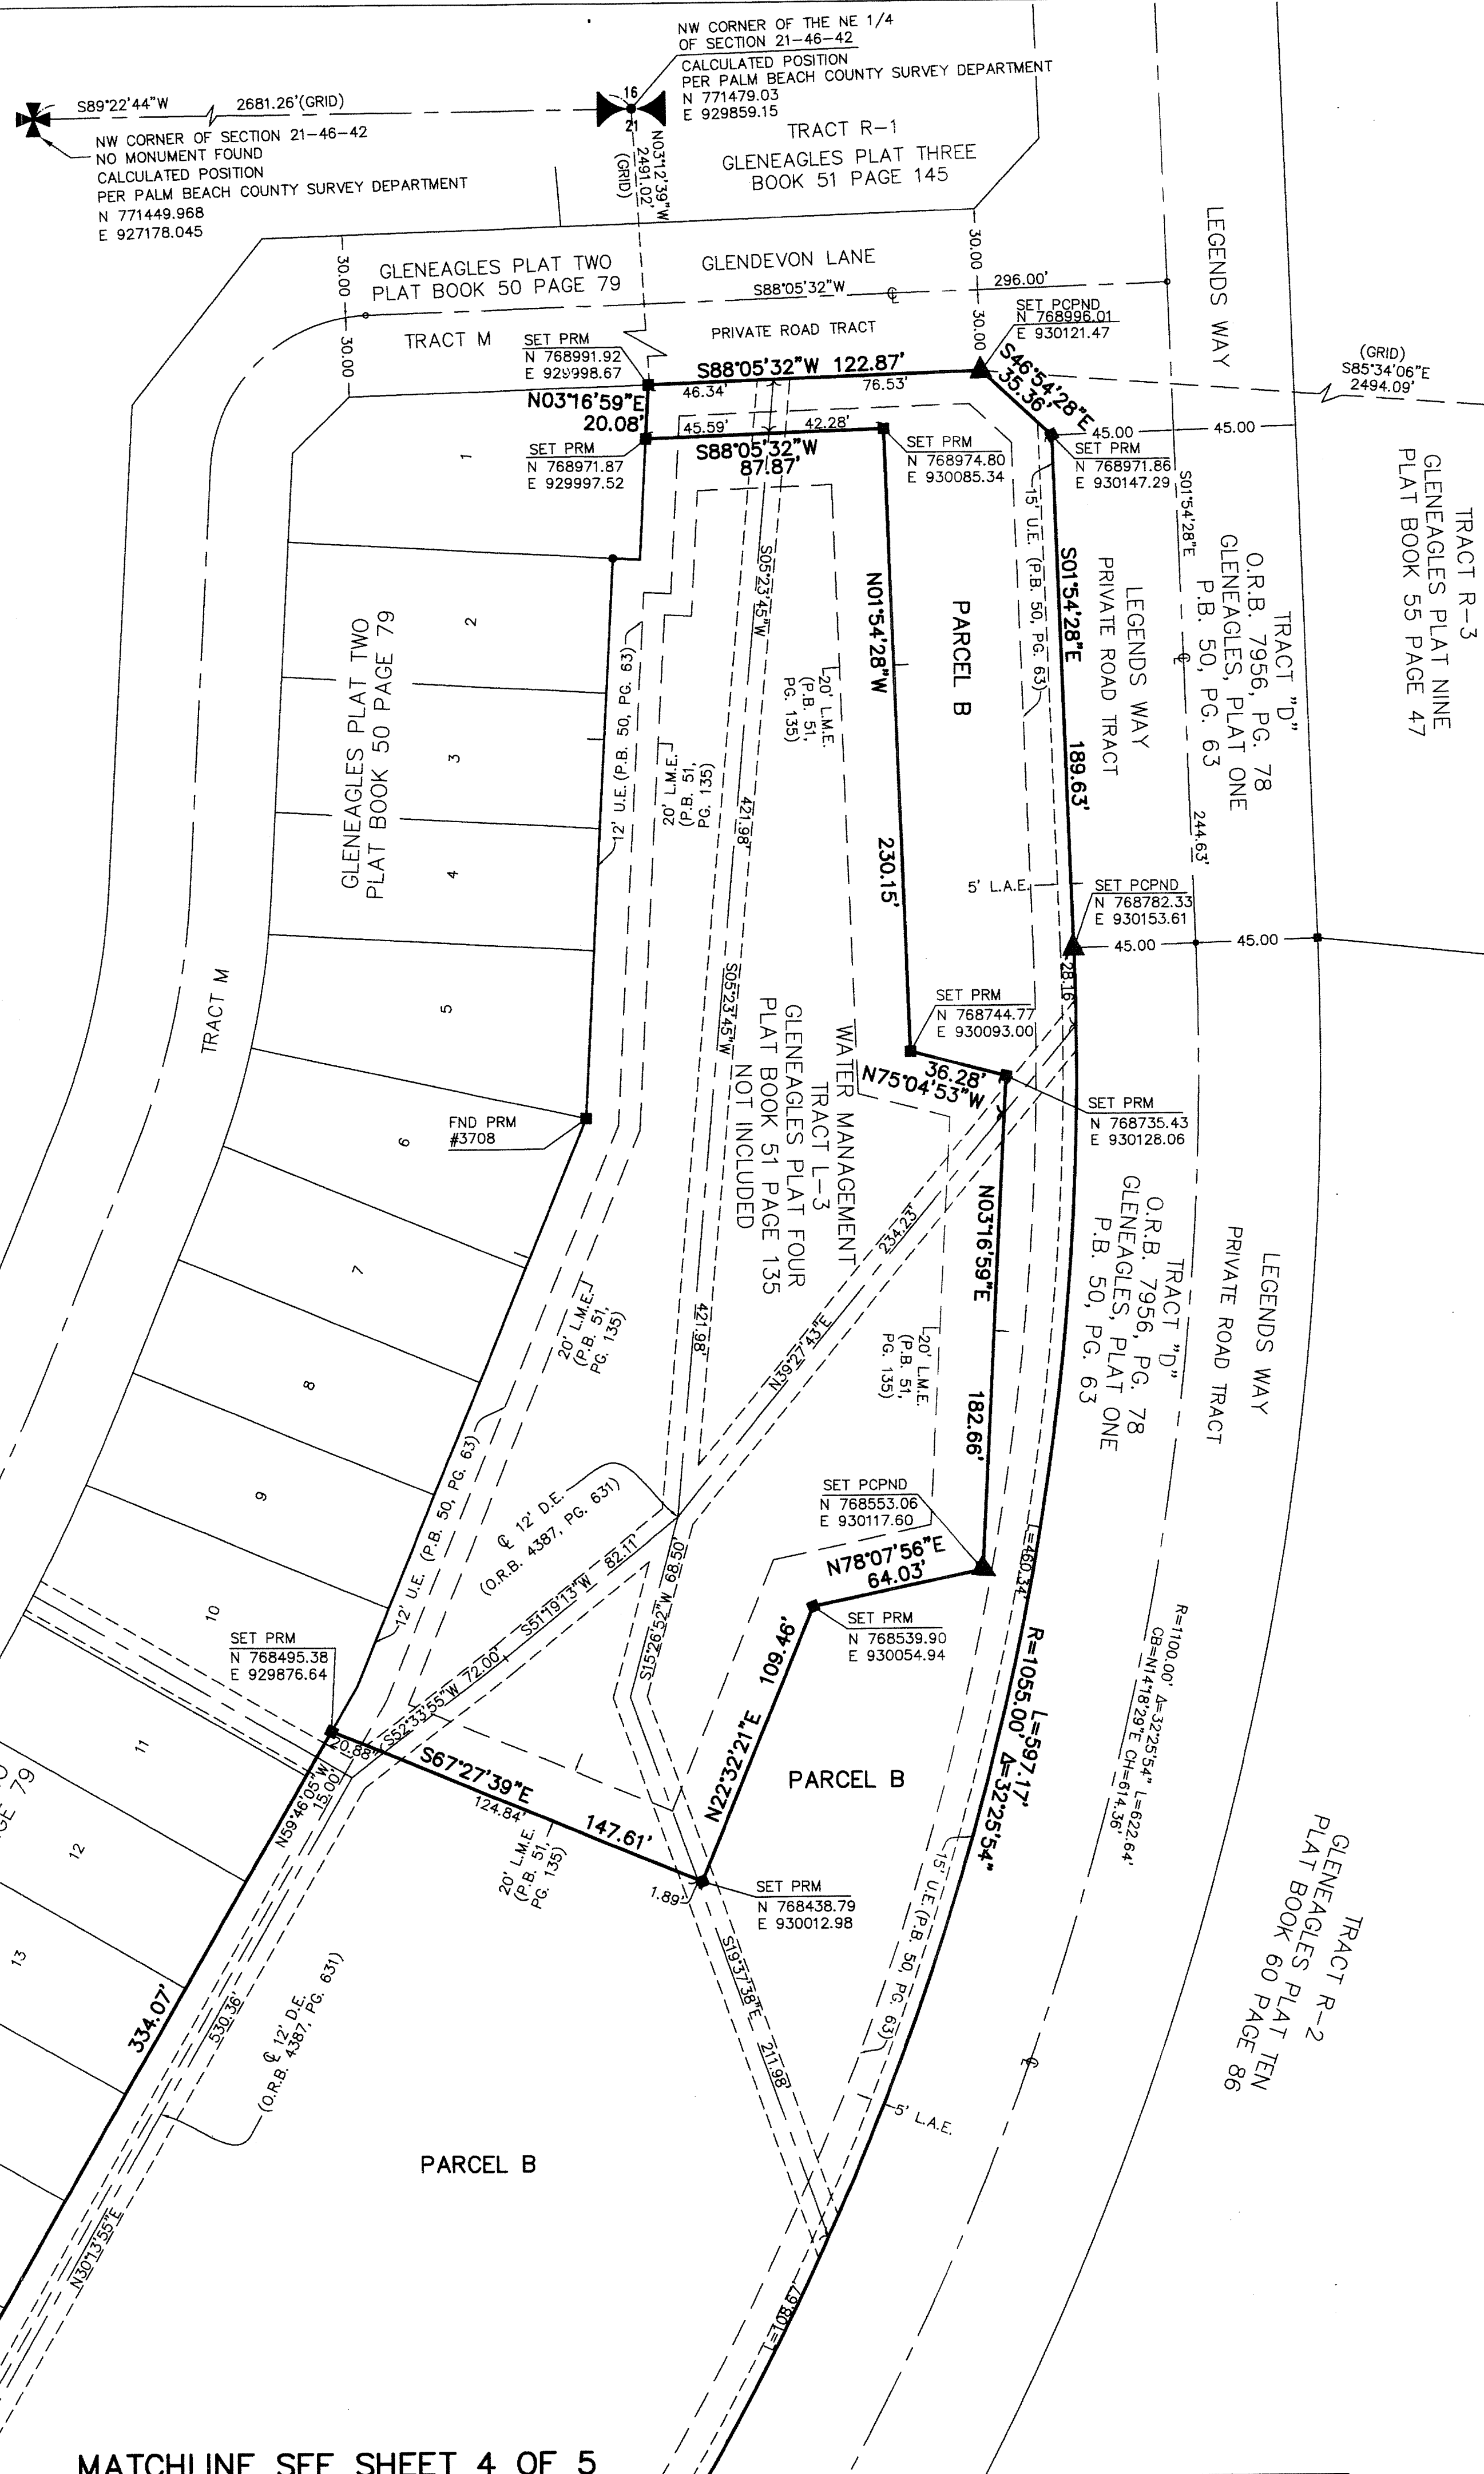 NW CORNER OF THE NE 1/4
OF SECTION 21-46-42
CALCULATED POSITION
PER PALM BEACH COUNTY SURVEY DEPARTMENT
N 771479.03
E 929859.15
S89°22'44"W
2681.26'(GRID)
16
21
NW CORNER OF SECTION 21-46-42
NO MONUMENT FOUND
CALCULATED POSITION
PER PALM BEACH COUNTY SURVEY DEPARTMENT
N 771449.968
E 927178.045
N03°12'39"W
2491.02'
(GRID)
TRACT R-1
GLENEAGLES PLAT THREE
BOOK 51 PAGE 145
LEGENDS WAY
30.00
30.00
GLENEAGLES PLAT TWO
PLAT BOOK 50 PAGE 79
GLENDEVON LANE
S88°05'32"W
℄
30.00
30.00
296.00'
TRACT M
PRIVATE ROAD TRACT
SET PCPND
N 768996.01
E 930121.47
SET PRM
N 768991.92
E 929998.67
S88°05'32"W 122.87'
46.34'
76.53'
S46°54'28"E
35.36'
(GRID)
S85°34'06"E
2494.09'
N03°16'59"E
20.08'
45.59'
42.28'
S88°05'32"W
87.87'
SET PRM
N 768971.87
E 929997.52
SET PRM
N 768974.80
E 930085.34
45.00
45.00
SET PRM
N 768971.86
E 930147.29
TRACT R-3
GLENEAGLES PLAT NINE
PLAT BOOK 55 PAGE 47
S01°54'28"E
℄
244.63'
TRACT "D"
O.R.B. 7956, PG. 78
GLENEAGLES, PLAT ONE
P.B. 50, PG. 63
LEGENDS WAY
PRIVATE ROAD TRACT
S01°54'28"E
189.63'
15' U.E. (P.B. 50, PG. 63)
PARCEL B
N01°54'28"W
230.15'
S05°23'45"W
421.98'
20' L.M.E.
(P.B. 51,
PG. 135)
20' L.M.E.
(P.B. 51,
PG. 135)
12' U.E. (P.B. 50, PG. 63)
GLENEAGLES PLAT TWO
PLAT BOOK 50 PAGE 79
1
2
3
4
5
6
7
8
9
10
11
12
13
TRACT M
5' L.A.E.
SET PCPND
N 768782.33
E 930153.61
45.00
45.00
28.16'
SET PRM
N 768744.77
E 930093.00
36.28'
N75°04'53"W
SET PRM
N 768735.43
E 930128.06
S05°23'45"W
421.98'
WATER MANAGEMENT
TRACT L-3
GLENEAGLES PLAT FOUR
PLAT BOOK 51 PAGE 135
NOT INCLUDED
FND PRM
#3708
N03°16'59"E
182.66'
234.23'
N39°27'43"E
20' L.M.E.
(P.B. 51,
PG. 135)
20' L.M.E.
(P.B. 51,
PG. 135)
TRACT "D"
O.R.B. 7956, PG. 78
GLENEAGLES, PLAT ONE
P.B. 50, PG. 63
LEGENDS WAY
PRIVATE ROAD TRACT
12' U.E. (P.B. 50, PG. 63)
℄ 12' D.E.
(O.R.B. 4387, PG. 631)
SET PCPND
N 768553.06
E 930117.60
N78°07'56"E
64.03'
SET PRM
N 768539.90
E 930054.94
L=460.34'
L=597.17'
R=1055.00' Δ=32°25'54"
R=1100.00' Δ=32°25'54" L=622.64'
CB=N14°18'29"E CH=614.36'
SET PRM
N 768495.38
E 929876.64
S51°19'13"W 82.11'
S15°26'52"W 68.50'
S52°33'55"W 72.00'
20.88'
N59°46'05"W
15.00'
S67°27'39"E
124.84'
147.61'
N22°32'21"E
109.46'
PARCEL B
20' L.M.E.
(P.B. 51,
PG. 135)
1.89'
SET PRM
N 768438.79
E 930012.98
15' U.E. (P.B. 50, PG. 63)
S19°37'38"E
211.98'
5' L.A.E.
℄
TRACT R-2
GLENEAGLES PLAT TEN
PLAT BOOK 60 PAGE 86
GE 79
334.07'
530.36'
℄ 12' D.E.
(O.R.B. 4387, PG. 631)
PARCEL B
N30°13'55"E
L=108.67'
MATCHLINE SEE SHEET 4 OF 5